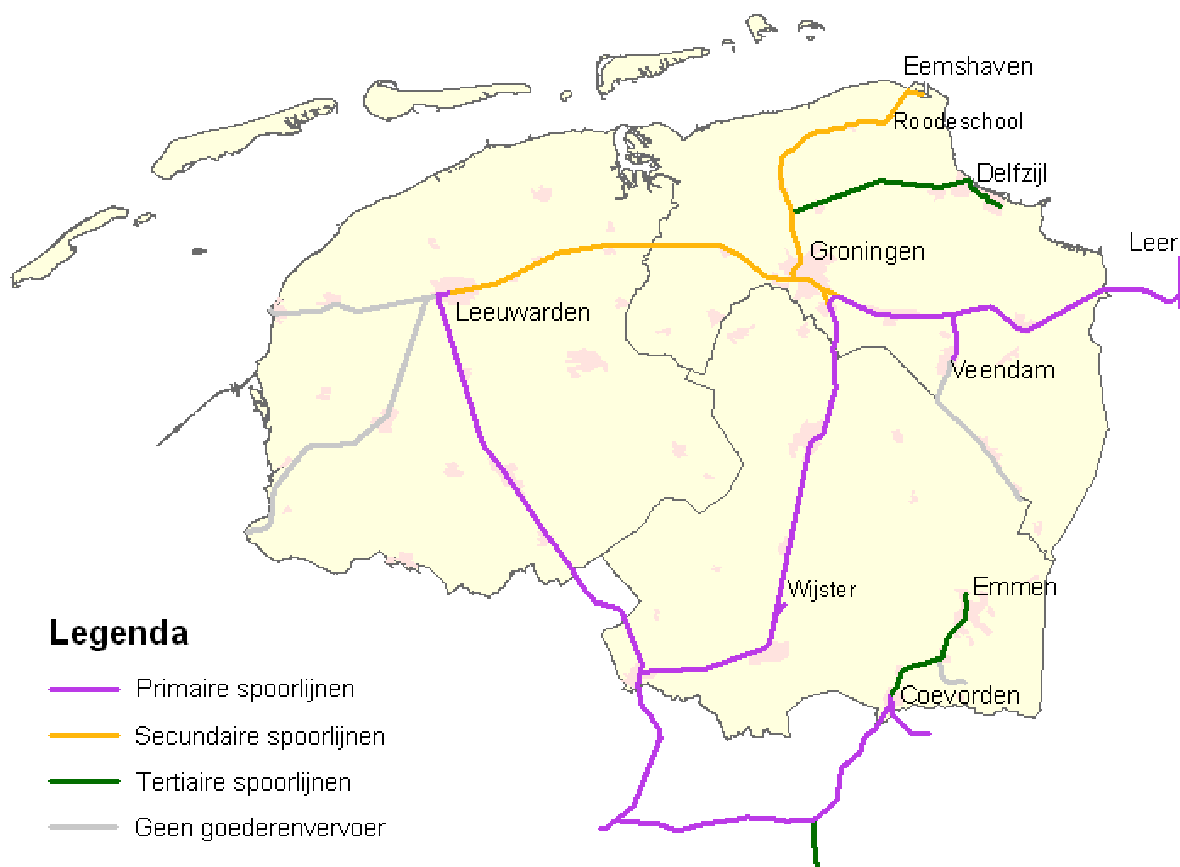 Eemshaven
Roodeschool
Delfzijl
Leer
Groningen
Leeuwarden
Veendam
Wijster
Emmen
Coevorden
Legenda
Primaire spoorlijnen
Secundaire spoorlijnen
Tertiaire spoorlijnen
Geen goederenvervoer